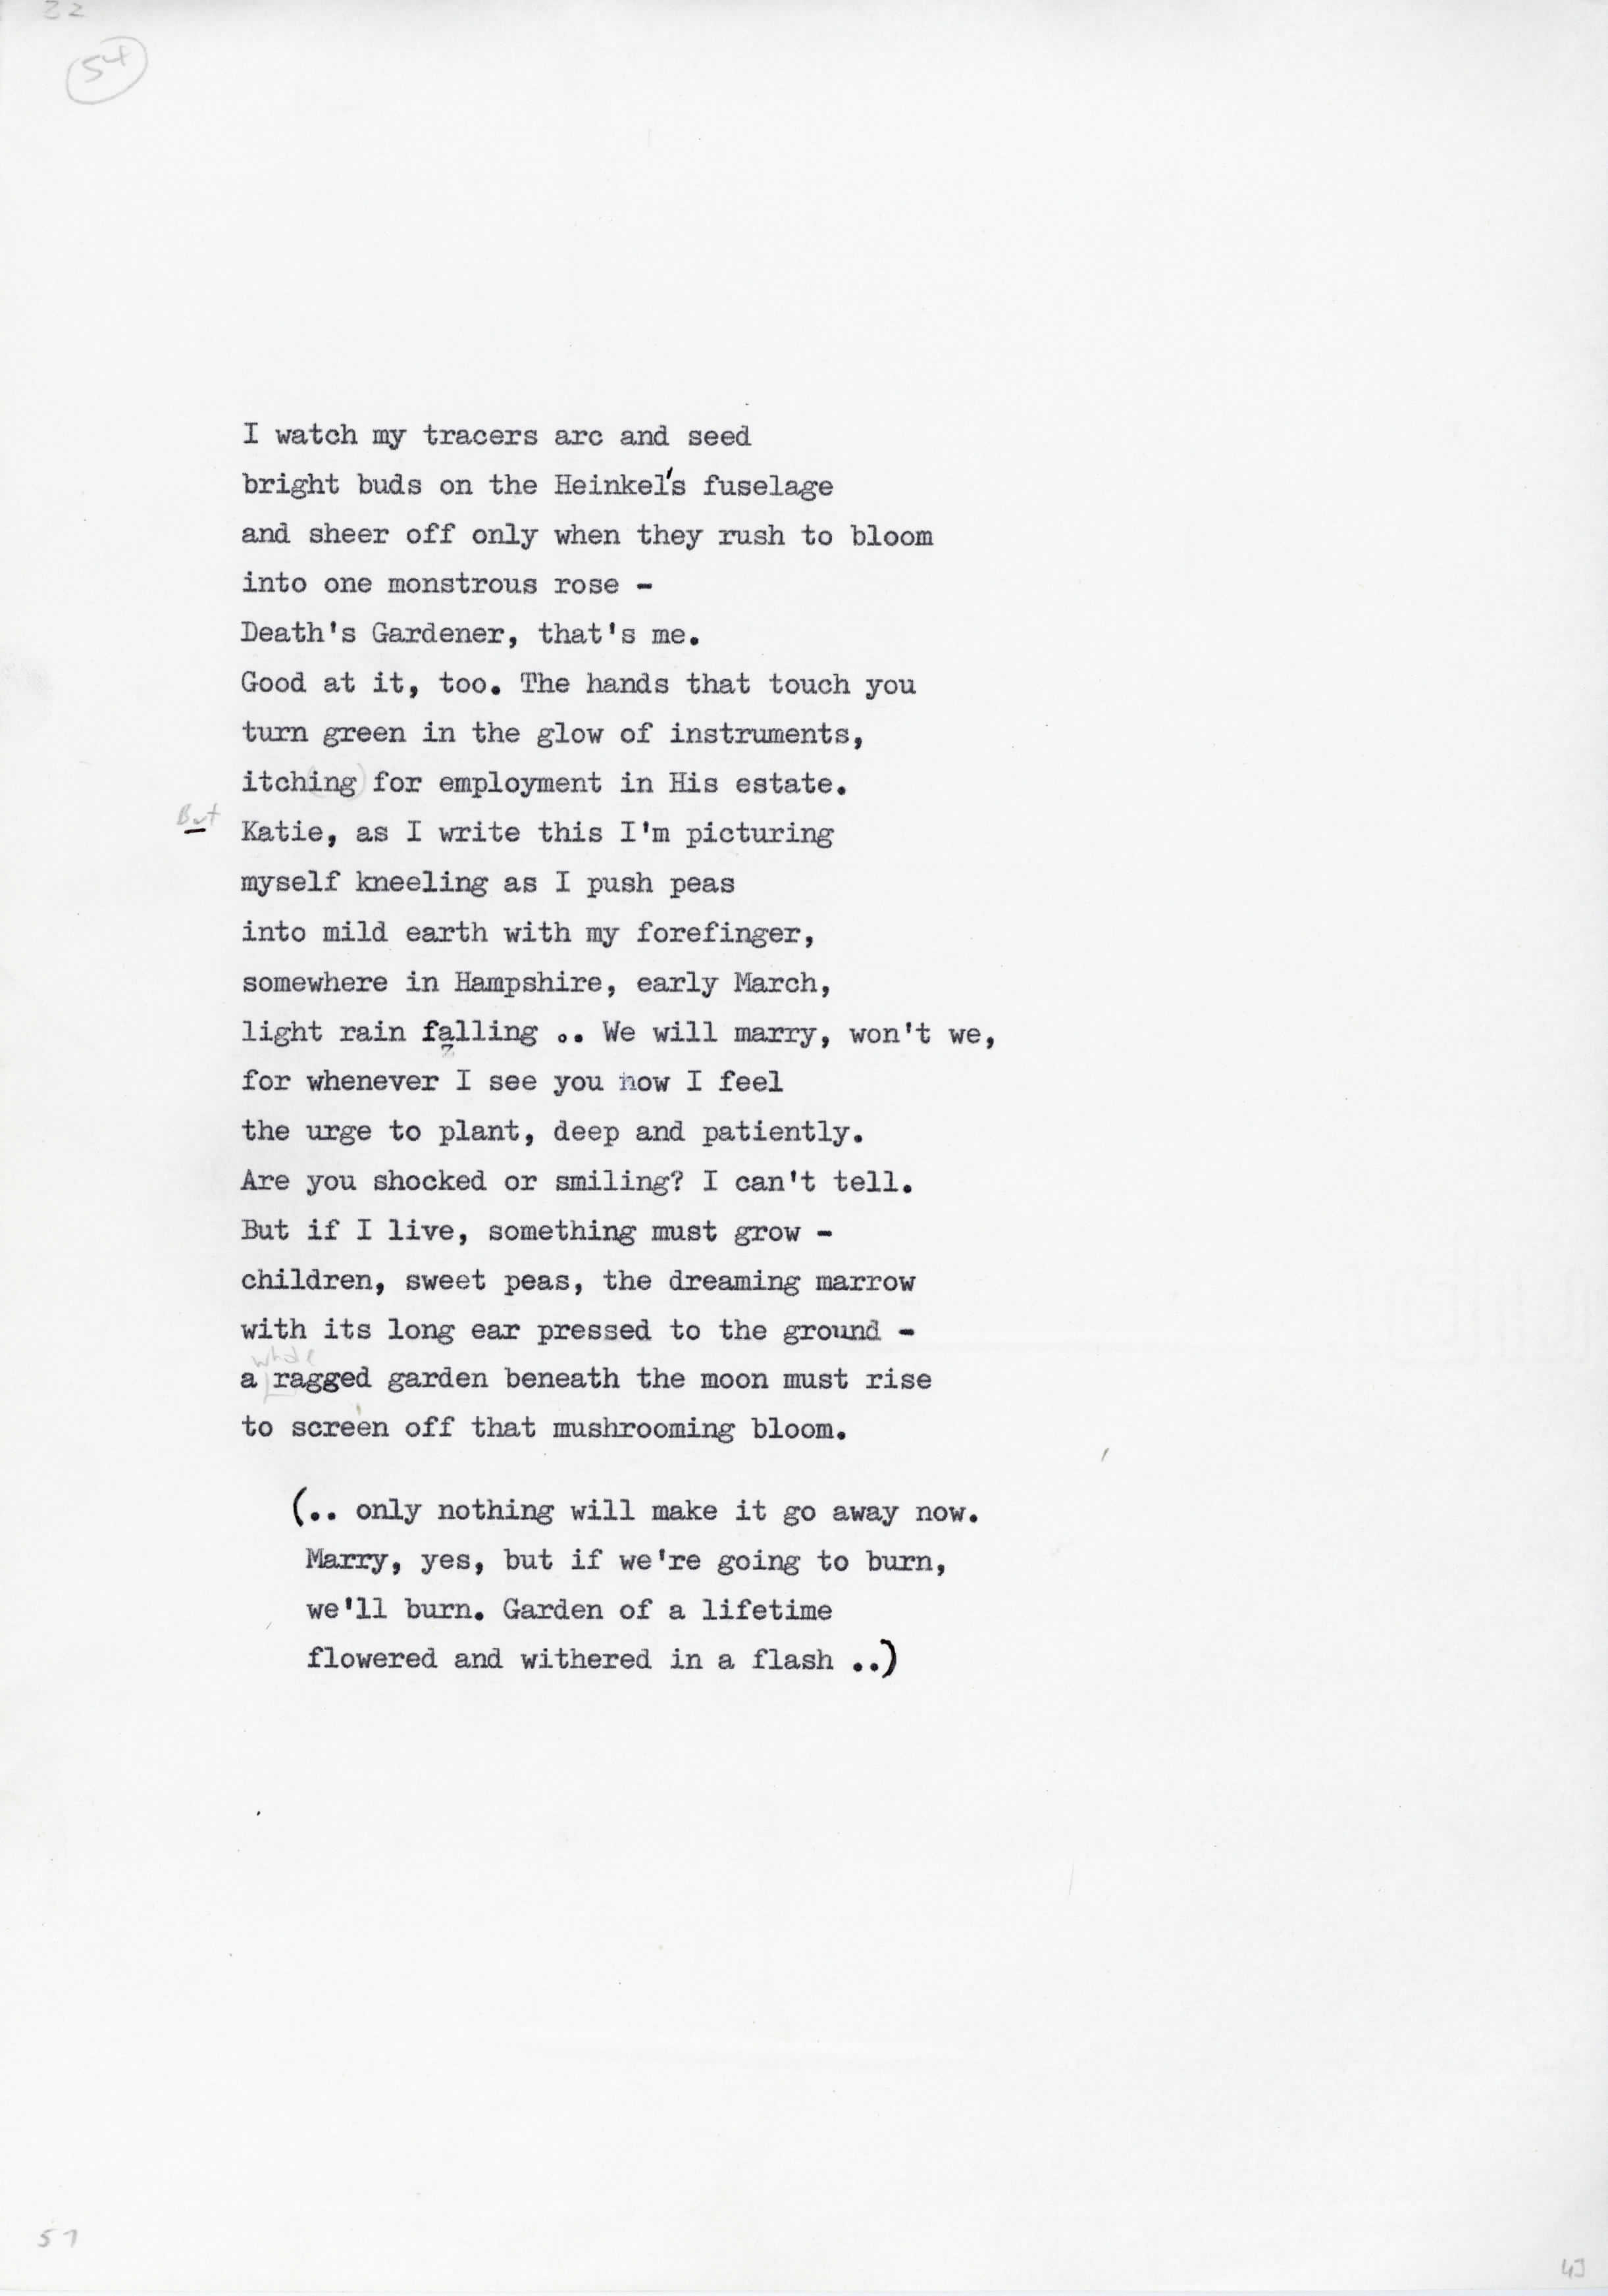 32
54
I watch my tracers arc and seed
bright buds on the Heinkel's fuselage
and sheer off only when they rush to bloom
into one monstrous rose -
Death's Gardener, that's me.
Good at it, too. The hands that touch you
turn green in the glow of instruments,
itching for employment in His estate.
But Katie, as I write this I'm picturing
myself kneeling as I push peas
into mild earth with my forefinger,
somewhere in Hampshire, early March,
light rain falling .. We will marry, won't we,
for whenever I see you now I feel
the urge to plant, deep and patiently.
Are you shocked or smiling? I can't tell.
But if I live, something must grow -
children, sweet peas, the dreaming marrow
with its long ear pressed to the ground -
whole
a ragged garden beneath the moon must rise
to screen off that mushrooming bloom.
(.. only nothing will make it go away now.
Marry, yes, but if we're going to burn,
we'll burn. Garden of a lifetime
flowered and withered in a flash ..)
51